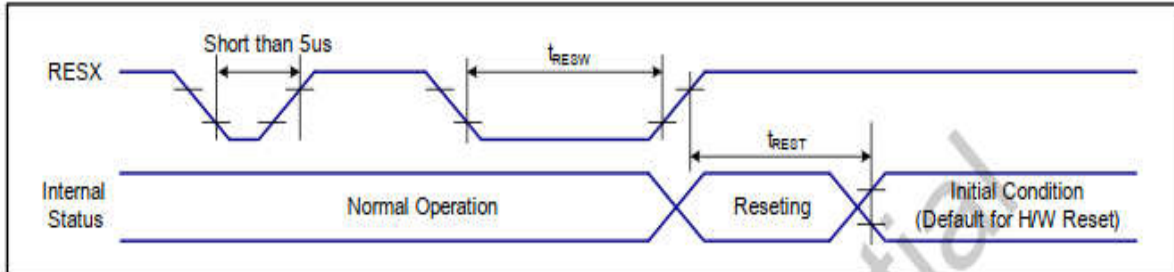 Short than 5us
RESX
tRESW
tREST
Internal
Status
Normal Operation
Reseting
Initial Condition
(Default for H/W Reset)